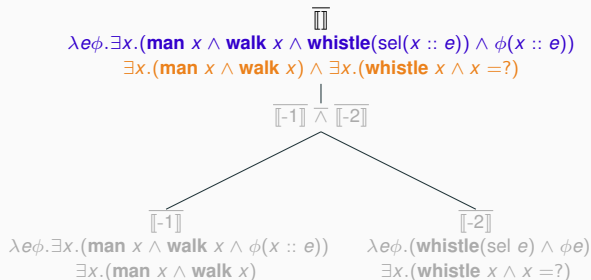 ⟦⟧
λeϕ.∃x.(man x ∧ walk x ∧ whistle(sel(x :: e)) ∧ ϕ(x :: e))
∃x.(man x ∧ walk x) ∧ ∃x.(whistle x ∧ x =?)
⟦-1⟧ ∧ ⟦-2⟧
⟦-1⟧ ⟦-2⟧
λeϕ.∃x.(man x ∧ walk x ∧ ϕ(x :: e)) λeϕ.(whistle(sel e) ∧ ϕe)
∃x.(man x ∧ walk x) ∃x.(whistle x ∧ x =?)